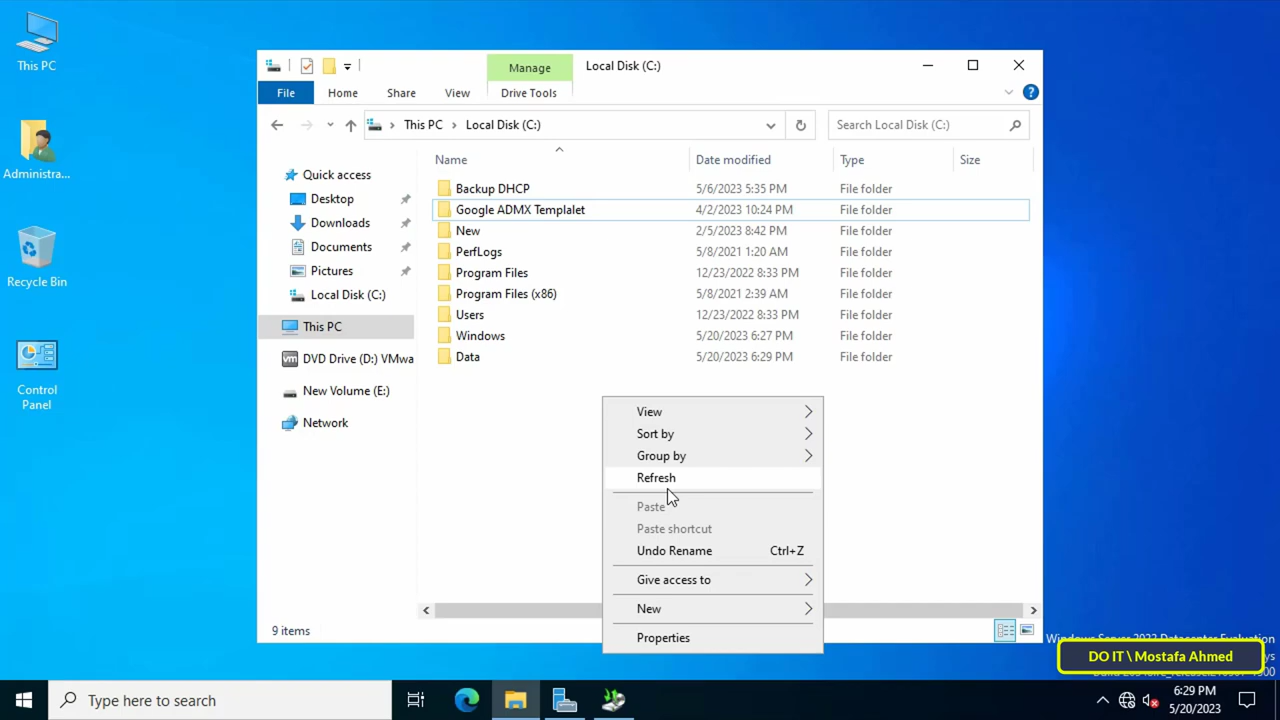 This PC
Administra...
Recycle Bin
Control
Panel
Manage
Local Disk (C:)
File
Home
Share
View
Drive Tools
This PC
Local Disk (C:)
Search Local Disk (C:)
Quick access
Desktop
Downloads
Documents
Pictures
Local Disk (C:)
This PC
DVD Drive (D:) VMwa
New Volume (E:)
Network
Name Date modified Type Size
Backup DHCP 5/6/2023 5:35 PM File folder
Google ADMX Templalet 4/2/2023 10:24 PM File folder
New 2/5/2023 8:42 PM File folder
PerfLogs 5/8/2021 1:20 AM File folder
Program Files 12/23/2022 8:33 PM File folder
Program Files (x86) 5/8/2021 2:39 AM File folder
Users 12/23/2022 8:33 PM File folder
Windows 5/20/2023 6:27 PM File folder
Data 5/20/2023 6:29 PM File folder
View
Sort by
Group by
Refresh
Paste
Paste shortcut
Undo Rename Ctrl+Z
Give access to
New
Properties
9 items
DO IT \ Mostafa Ahmed
Type here to search
6:29 PM
5/20/2023